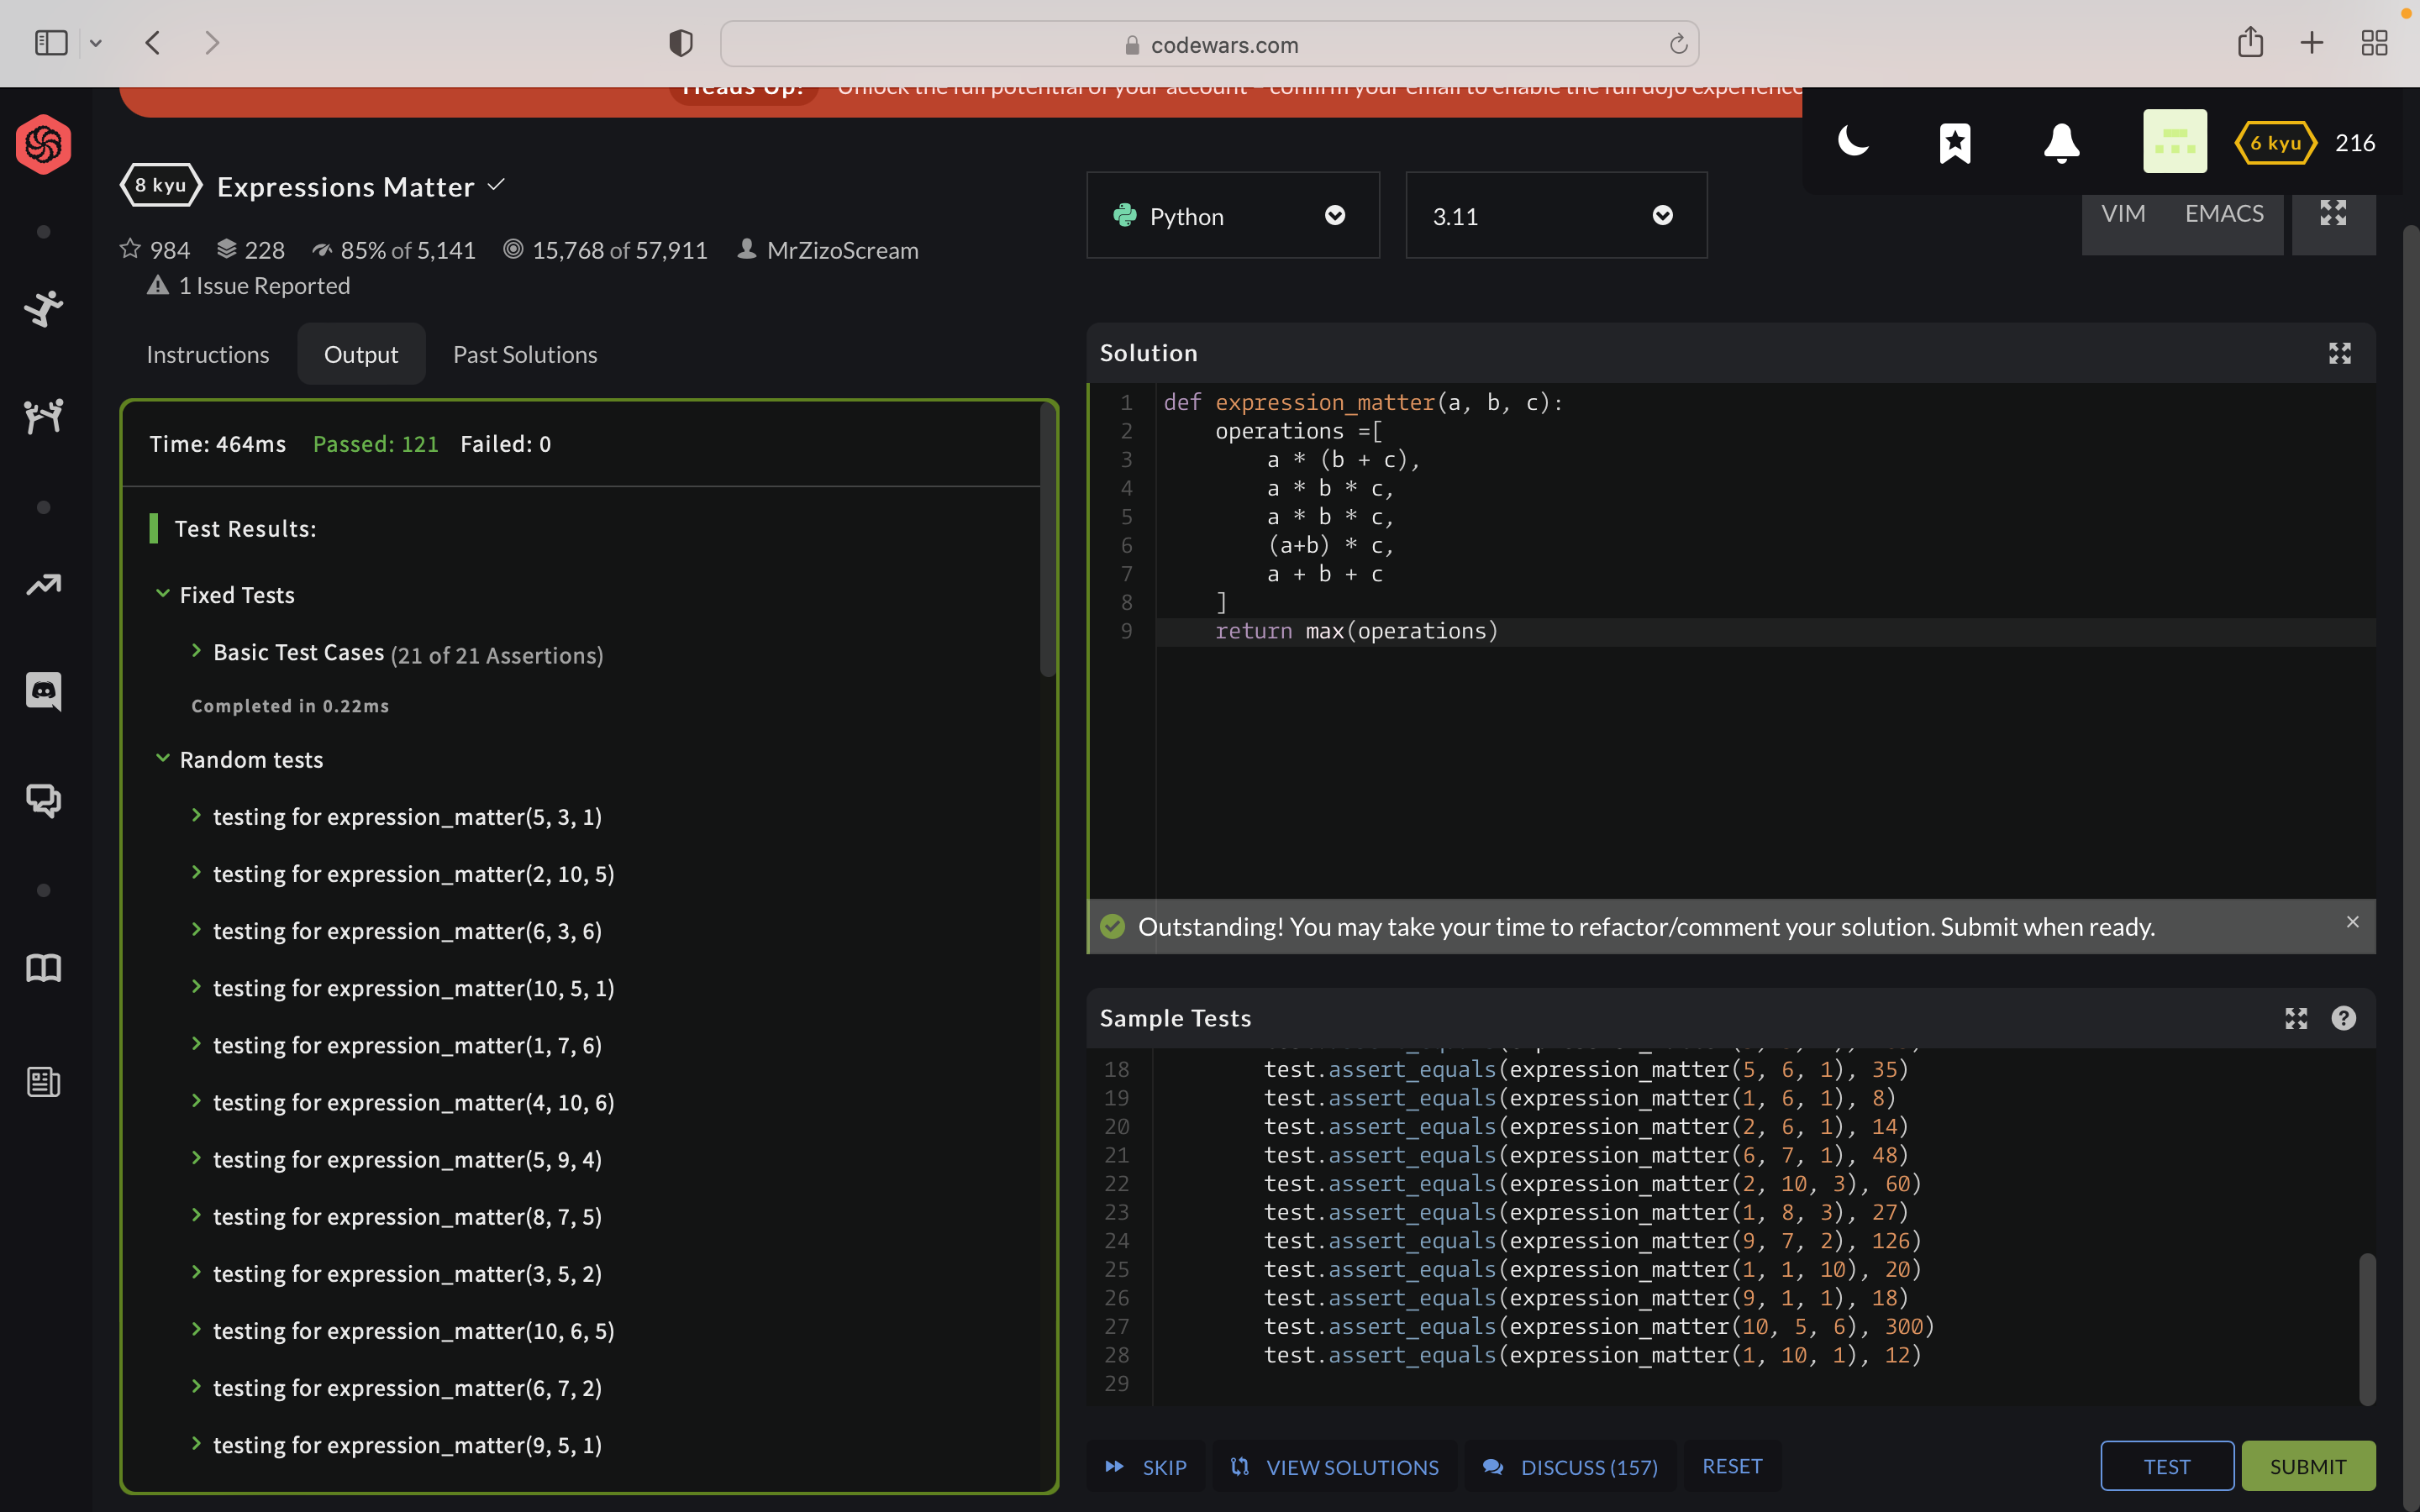 codewars.com
Heads Up! Unlock the full potential of your account – confirm your email to enable the full dojo experience
6 kyu 216
8 kyu Expressions Matter
984 228 85% of 5,141 15,768 of 57,911 MrZizoScream
1 Issue Reported
Python
3.11
VIM EMACS
Instructions Output Past Solutions
Time: 464ms Passed: 121 Failed: 0
Test Results:
Fixed Tests
Basic Test Cases (21 of 21 Assertions)
Completed in 0.22ms
Random tests
testing for expression_matter(5, 3, 1)
testing for expression_matter(2, 10, 5)
testing for expression_matter(6, 3, 6)
testing for expression_matter(10, 5, 1)
testing for expression_matter(1, 7, 6)
testing for expression_matter(4, 10, 6)
testing for expression_matter(5, 9, 4)
testing for expression_matter(8, 7, 5)
testing for expression_matter(3, 5, 2)
testing for expression_matter(10, 6, 5)
testing for expression_matter(6, 7, 2)
testing for expression_matter(9, 5, 1)
Solution
1 def expression_matter(a, b, c):
2 operations =[
3 a * (b + c),
4 a * b * c,
5 a * b * c,
6 (a+b) * c,
7 a + b + c
8 ]
9 return max(operations)
Outstanding! You may take your time to refactor/comment your solution. Submit when ready.
Sample Tests
18 test.assert_equals(expression_matter(5, 6, 1), 35)
19 test.assert_equals(expression_matter(1, 6, 1), 8)
20 test.assert_equals(expression_matter(2, 6, 1), 14)
21 test.assert_equals(expression_matter(6, 7, 1), 48)
22 test.assert_equals(expression_matter(2, 10, 3), 60)
23 test.assert_equals(expression_matter(1, 8, 3), 27)
24 test.assert_equals(expression_matter(9, 7, 2), 126)
25 test.assert_equals(expression_matter(1, 1, 10), 20)
26 test.assert_equals(expression_matter(9, 1, 1), 18)
27 test.assert_equals(expression_matter(10, 5, 6), 300)
28 test.assert_equals(expression_matter(1, 10, 1), 12)
29
SKIP VIEW SOLUTIONS DISCUSS (157) RESET TEST SUBMIT